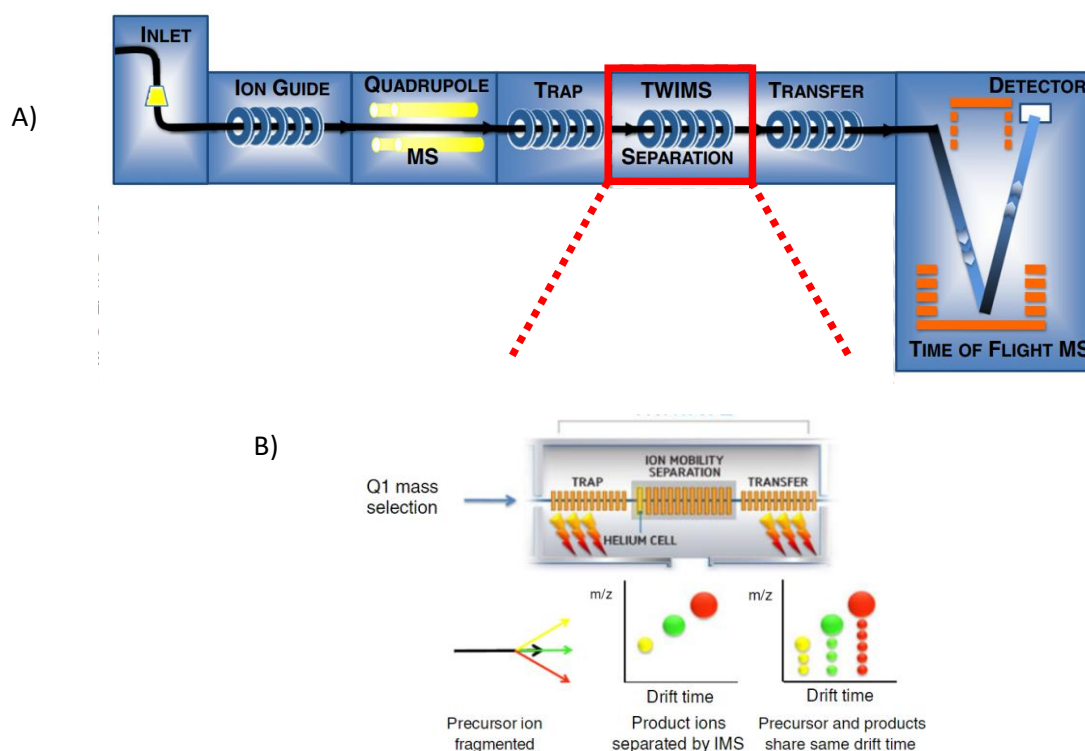 A)
INLET
ION GUIDE
QUADRUPOLE
MS
TRAP
TWIMS
SEPARATION
TRANSFER
DETECTOR
TIME OF FLIGHT MS
B)
Q1 mass
selection
TRAP
ION MOBILITY
SEPARATION
TRANSFER
HELIUM CELL
m/z
Drift time
m/z
Drift time
Precursor ion
fragmented
Product ions
separated by IMS
Precursor and products
share same drift time